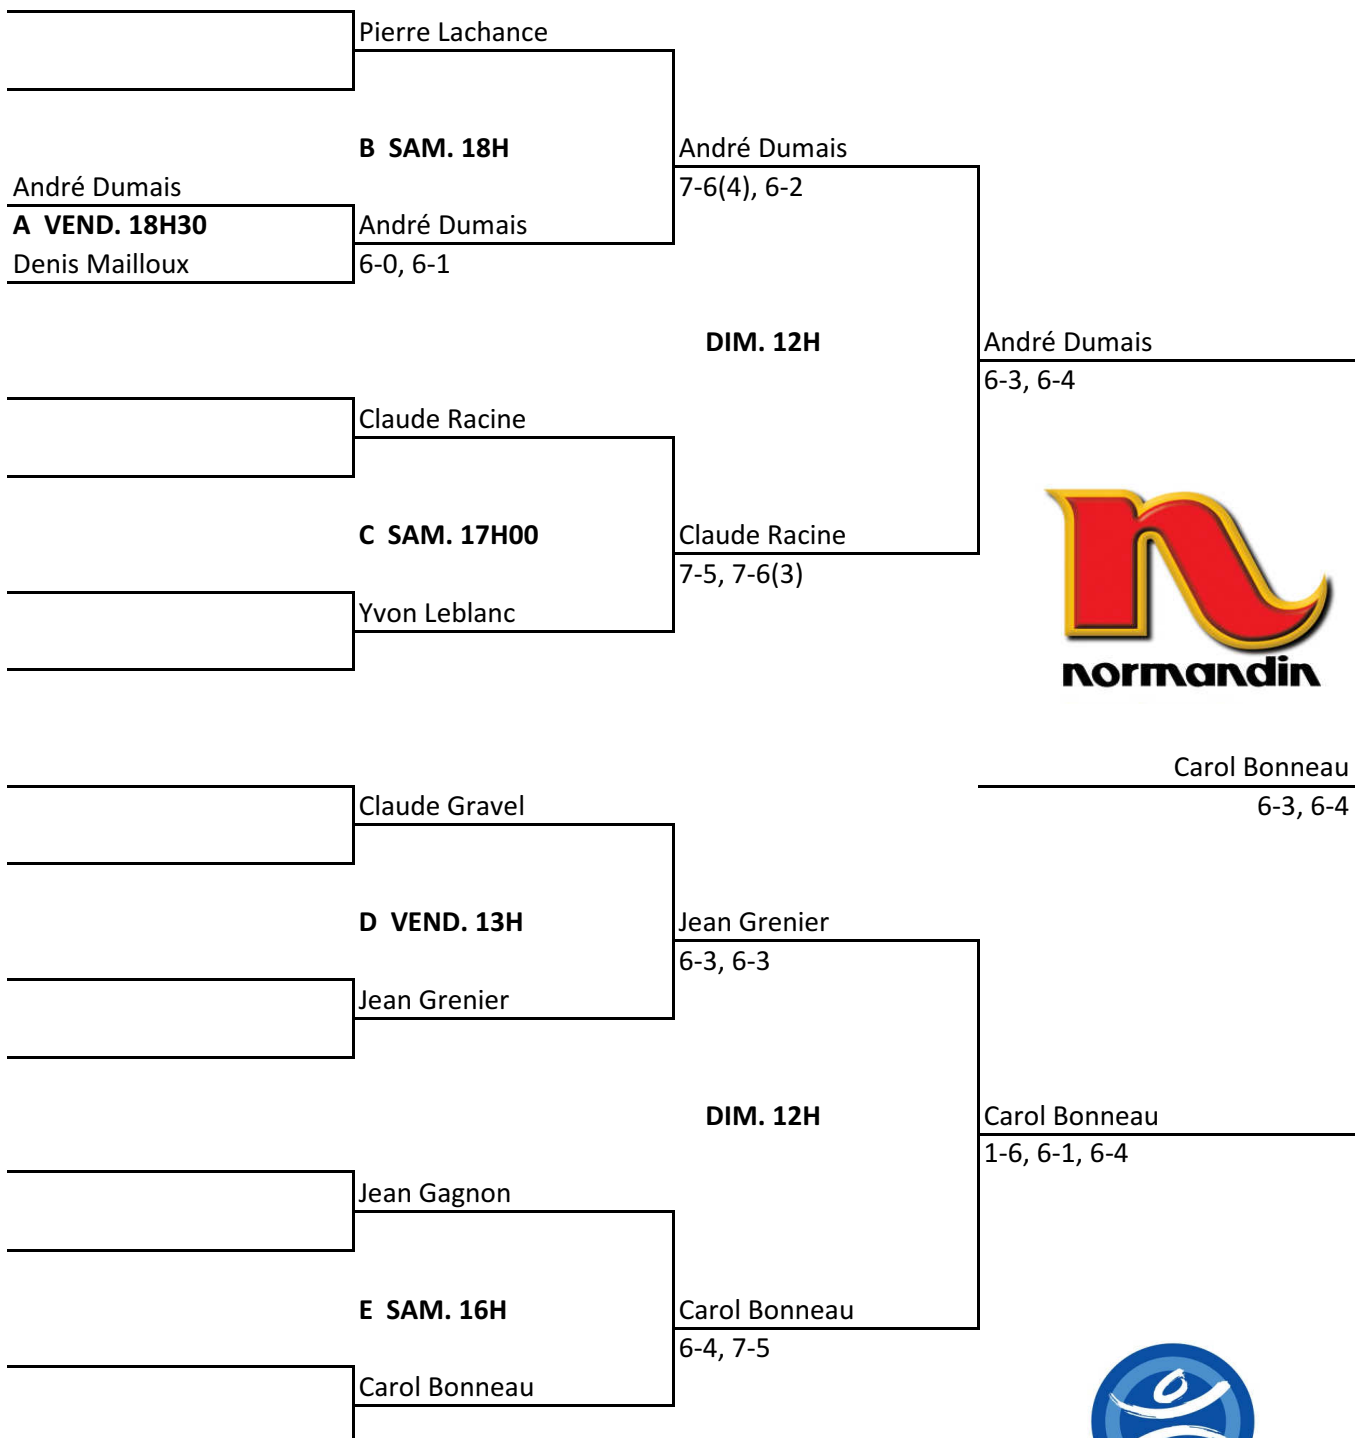 Pierre Lachance
B SAM. 18H
André Dumais
André Dumais
7-6(4), 6-2
A VEND. 18H30
André Dumais
Denis Mailloux
6-0, 6-1
DIM. 12H
André Dumais
6-3, 6-4
Claude Racine
C SAM. 17H00
Claude Racine
7-5, 7-6(3)
Yvon Leblanc
normandin
Carol Bonneau
6-3, 6-4
Claude Gravel
D VEND. 13H
Jean Grenier
6-3, 6-3
Jean Grenier
DIM. 12H
Carol Bonneau
1-6, 6-1, 6-4
Jean Gagnon
E SAM. 16H
Carol Bonneau
6-4, 7-5
Carol Bonneau